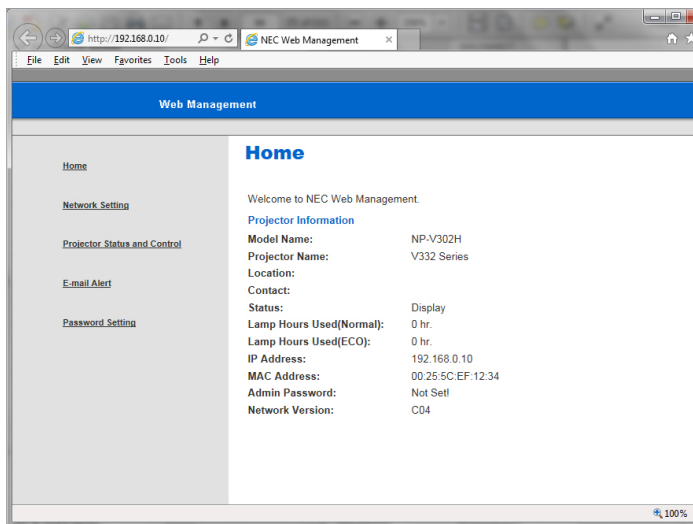 http://192.168.0.10/
NEC Web Management
File Edit View Favorites Tools Help
Web Management
Home
Network Setting
Projector Status and Control
E-mail Alert
Password Setting
Home
Welcome to NEC Web Management.
Projector Information
Model Name: NP-V302H
Projector Name: V332 Series
Location:
Contact:
Status: Display
Lamp Hours Used(Normal): 0 hr.
Lamp Hours Used(ECO): 0 hr.
IP Address: 192.168.0.10
MAC Address: 00:25:5C:EF:12:34
Admin Password: Not Set!
Network Version: C04
100%